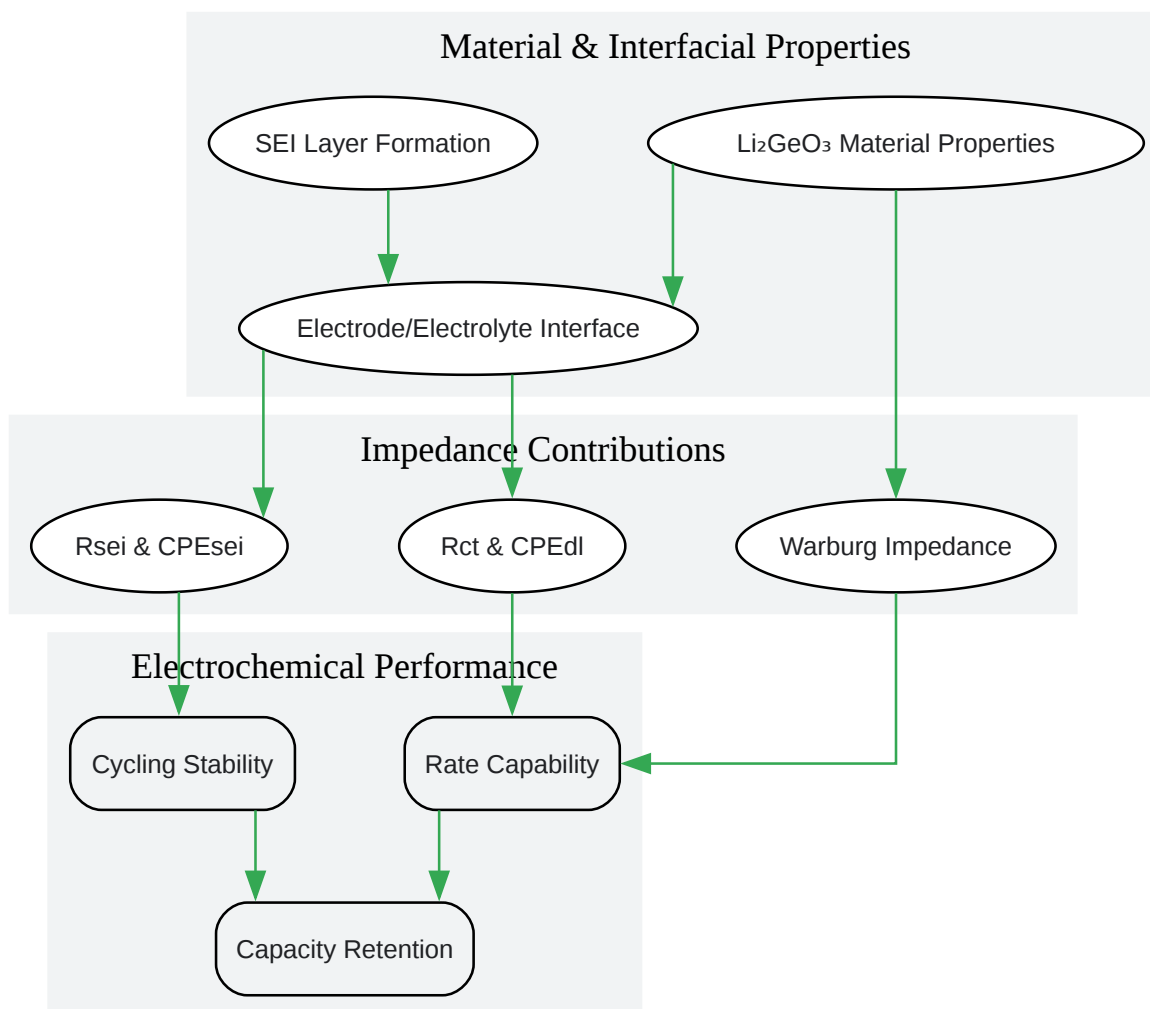 Material & Interfacial Properties
SEI Layer Formation
Li₂GeO₃ Material Properties
Electrode/Electrolyte Interface
Impedance Contributions
Rsei & CPEsei
Rct & CPEdl
Warburg Impedance
Electrochemical Performance
Cycling Stability
Rate Capability
Capacity Retention